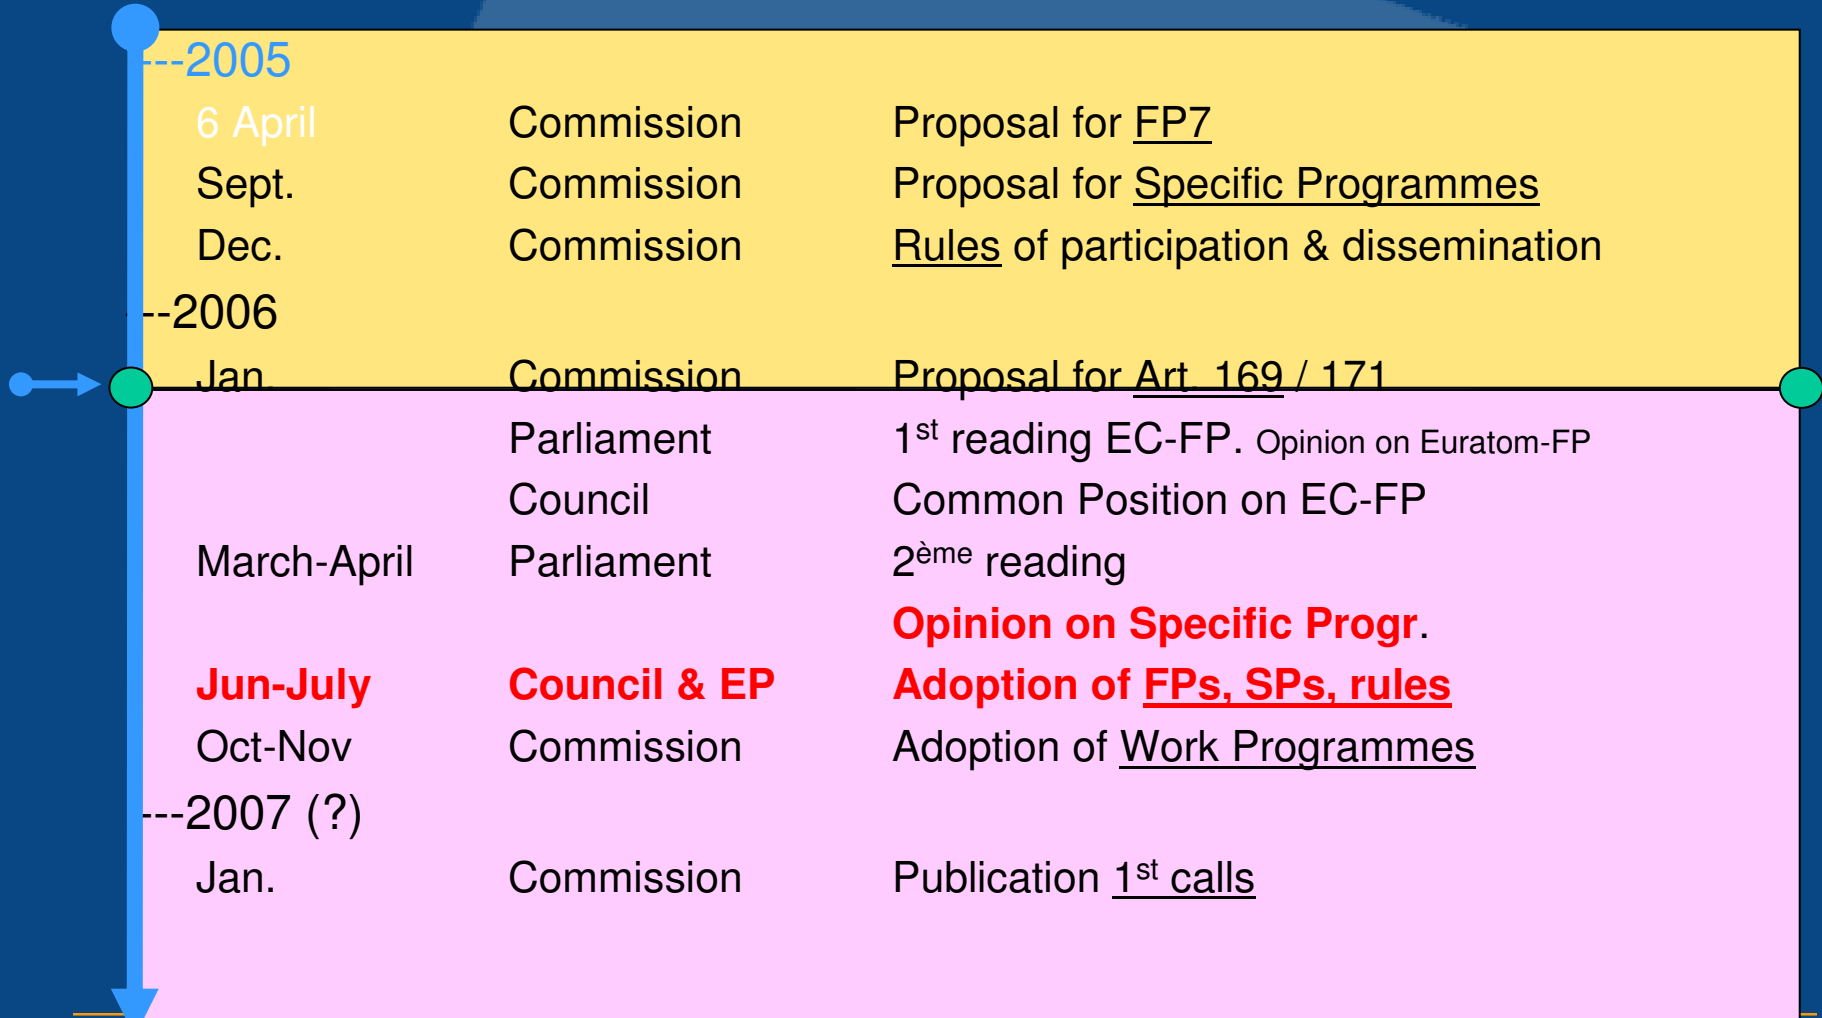 ---2005
6 April Commission Proposal for FP7
Sept. Commission Proposal for Specific Programmes
Dec. Commission Rules of participation & dissemination
---2006
Jan. Commission Proposal for Art. 169 / 171
Parliament 1st reading EC-FP. Opinion on Euratom-FP
Council Common Position on EC-FP
March-April Parliament 2ème reading
Opinion on Specific Progr.
Jun-July Council & EP Adoption of FPs, SPs, rules
Oct-Nov Commission Adoption of Work Programmes
---2007 (?)
Jan. Commission Publication 1st calls